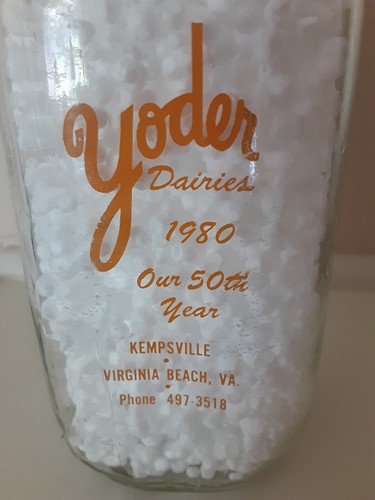 Yoder
Dairies
1980
Our 50th
Year
KEMPSVILLE
•
VIRGINIA BEACH, VA.
•
Phone 497-3518